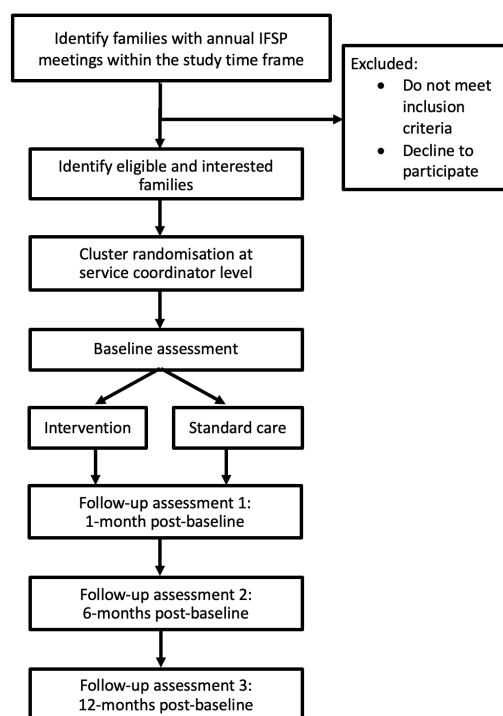 Identify families with annual IFSP
meetings within the study time frame
Excluded:
• Do not meet
inclusion
criteria
• Decline to
participate
Identify eligible and interested
families
Cluster randomisation at
service coordinator level
Baseline assessment
Intervention
Standard care
Follow-up assessment 1:
1-month post-baseline
Follow-up assessment 2:
6-months post-baseline
Follow-up assessment 3:
12-months post-baseline